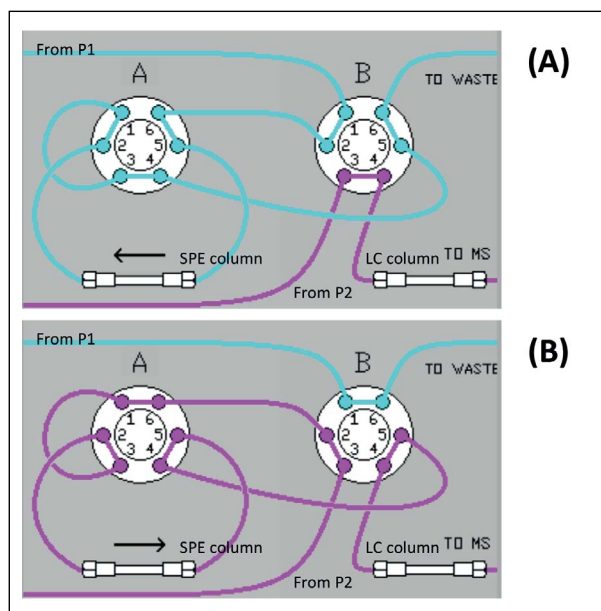 From P1
A
B
(A)
TO WASTE
1 6
2 5
3 4
1 6
2 5
3 4
SPE column
LC column
TO MS
From P2
From P1
A
B
(B)
TO WASTE
1 6
2 5
3 4
1 6
2 5
3 4
SPE column
LC column
TO MS
From P2